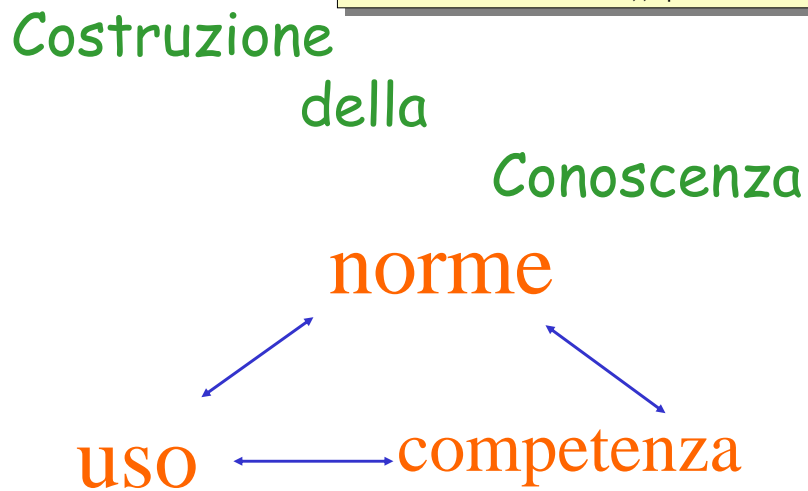 Costruzione
della
Conoscenza
norme
uso competenza